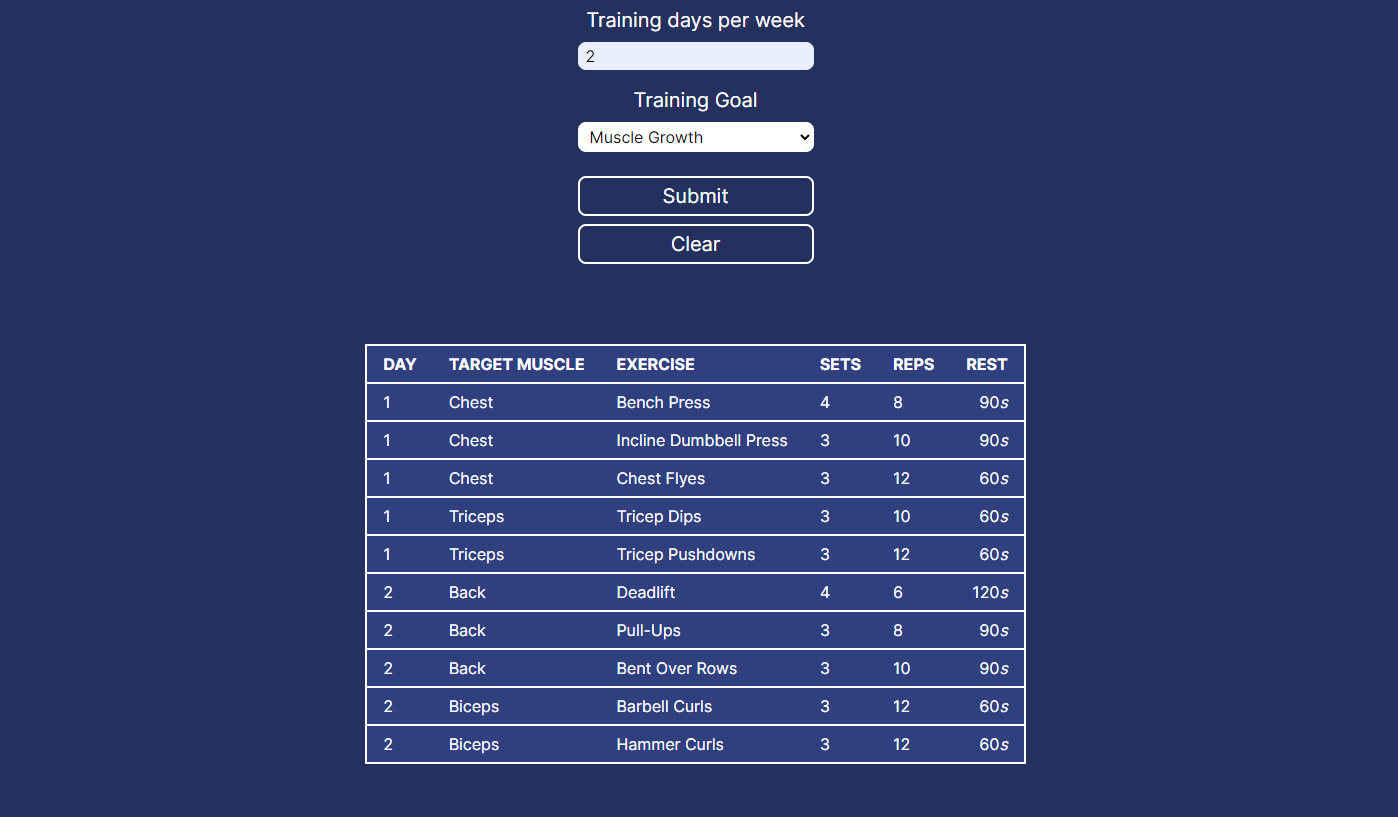 Training days per week
2
Training Goal
Muscle Growth
Submit
Clear
DAY TARGET MUSCLE EXERCISE SETS REPS REST
1 Chest Bench Press 4 8 90s
1 Chest Incline Dumbbell Press 3 10 90s
1 Chest Chest Flyes 3 12 60s
1 Triceps Tricep Dips 3 10 60s
1 Triceps Tricep Pushdowns 3 12 60s
2 Back Deadlift 4 6 120s
2 Back Pull-Ups 3 8 90s
2 Back Bent Over Rows 3 10 90s
2 Biceps Barbell Curls 3 12 60s
2 Biceps Hammer Curls 3 12 60s